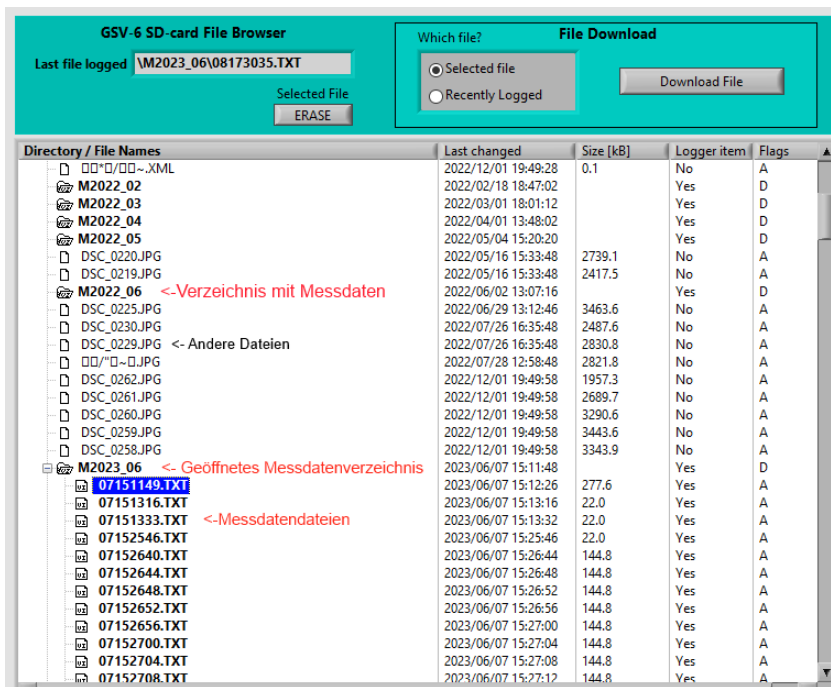 GSV-6 SD-card File Browser
Last file logged \M2023_06\08173035.TXT
Selected File
ERASE
File Download
Which file?
Selected file
Recently Logged
Download File
Directory / File Names Last changed Size [kB] Logger item Flags
▯▯*▯/▯▯~.XML 2022/12/01 19:49:28 0.1 No A
M2022_02 2022/02/18 18:47:02 Yes D
M2022_03 2022/03/01 18:01:12 Yes D
M2022_04 2022/04/01 13:48:02 Yes D
M2022_05 2022/05/04 15:20:20 Yes D
DSC_0220.JPG 2022/05/16 15:33:48 2739.1 No A
DSC_0219.JPG 2022/05/16 15:33:48 2417.5 No A
M2022_06 <-Verzeichnis mit Messdaten 2022/06/02 13:07:16 Yes D
DSC_0225.JPG 2022/06/29 13:12:46 3463.6 No A
DSC_0230.JPG 2022/07/26 16:35:48 2487.6 No A
DSC_0229.JPG <- Andere Dateien 2022/07/26 16:35:48 2830.8 No A
▯▯/"▯~▯.JPG 2022/07/28 12:58:48 2821.8 No A
DSC_0262.JPG 2022/12/01 19:49:58 1957.3 No A
DSC_0261.JPG 2022/12/01 19:49:58 2689.7 No A
DSC_0260.JPG 2022/12/01 19:49:58 3290.6 No A
DSC_0259.JPG 2022/12/01 19:49:58 3443.6 No A
DSC_0258.JPG 2022/12/01 19:49:58 3343.9 No A
M2023_06 <- Geöffnetes Messdatenverzeichnis 2023/06/07 15:11:48 Yes D
07151149.TXT 2023/06/07 15:12:26 277.6 Yes A
07151316.TXT 2023/06/07 15:13:16 22.0 Yes A
07151333.TXT <-Messdatendateien 2023/06/07 15:13:32 22.0 Yes A
07152546.TXT 2023/06/07 15:25:46 22.0 Yes A
07152640.TXT 2023/06/07 15:26:44 144.8 Yes A
07152644.TXT 2023/06/07 15:26:48 144.8 Yes A
07152648.TXT 2023/06/07 15:26:52 144.8 Yes A
07152652.TXT 2023/06/07 15:26:56 144.8 Yes A
07152656.TXT 2023/06/07 15:27:00 144.8 Yes A
07152700.TXT 2023/06/07 15:27:04 144.8 Yes A
07152704.TXT 2023/06/07 15:27:08 144.8 Yes A
07152708.TXT 2023/06/07 15:27:12 144.8 Yes A